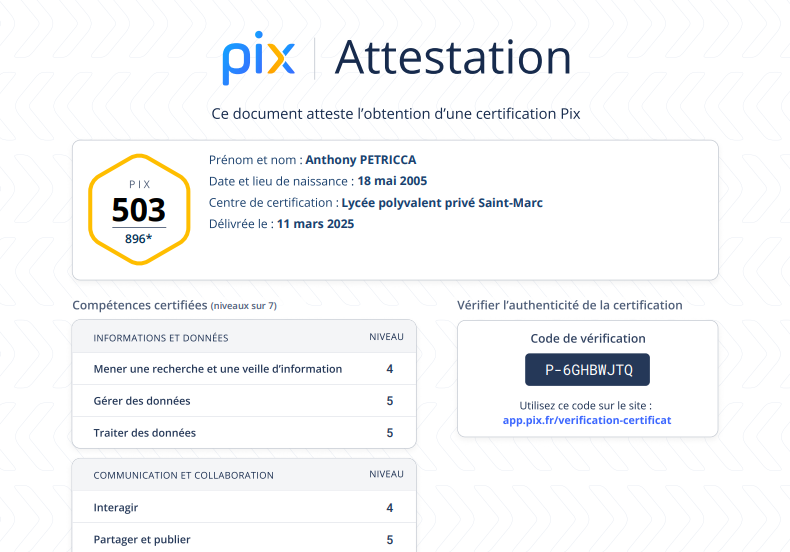 pix | Attestation
Ce document atteste l’obtention d’une certification Pix
PIX
503
896*
Prénom et nom : Anthony PETRICCA
Date et lieu de naissance : 18 mai 2005
Centre de certification : Lycée polyvalent privé Saint-Marc
Délivrée le : 11 mars 2025
Compétences certifiées (niveaux sur 7)
INFORMATIONS ET DONNÉES NIVEAU
Mener une recherche et une veille d’information 4
Gérer des données 5
Traiter des données 5
COMMUNICATION ET COLLABORATION NIVEAU
Interagir 4
Partager et publier 5
Vérifier l’authenticité de la certification
Code de vérification
P-6GHBWJTQ
Utilisez ce code sur le site :
app.pix.fr/verification-certificat